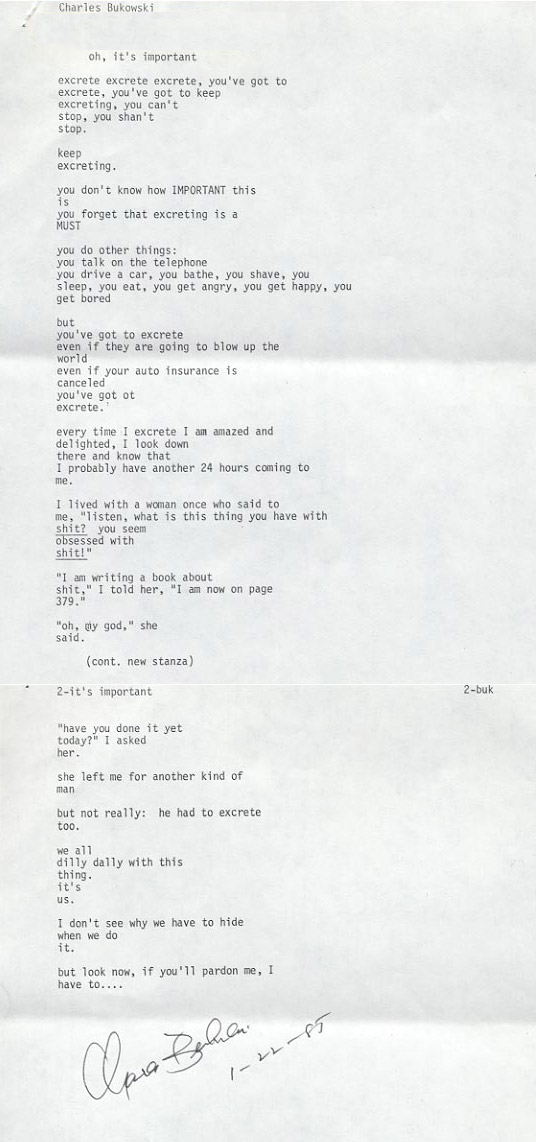 Charles Bukowski
oh, it's important
excrete excrete excrete, you've got to
excrete, you've got to keep
excreting, you can't
stop, you shan't
stop.
keep
excreting.
you don't know how IMPORTANT this
is
you forget that excreting is a
MUST
you do other things:
you talk on the telephone
you drive a car, you bathe, you shave, you
sleep, you eat, you get angry, you get happy, you
get bored
but
you've got to excrete
even if they are going to blow up the
world
even if your auto insurance is
canceled
you've got ot
excrete.
every time I excrete I am amazed and
delighted, I look down
there and know that
I probably have another 24 hours coming to
me.
I lived with a woman once who said to
me, "listen, what is this thing you have with
shit? you seem
obsessed with
shit!"
"I am writing a book about
shit," I told her, "I am now on page
379."
"oh, my god," she
said.
(cont. new stanza)
2-it's important 2-buk
"have you done it yet
today?" I asked
her.
she left me for another kind of
man
but not really: he had to excrete
too.
we all
dilly dally with this
thing.
it's
us.
I don't see why we have to hide
when we do
it.
but look now, if you'll pardon me, I
have to....
1-22-85